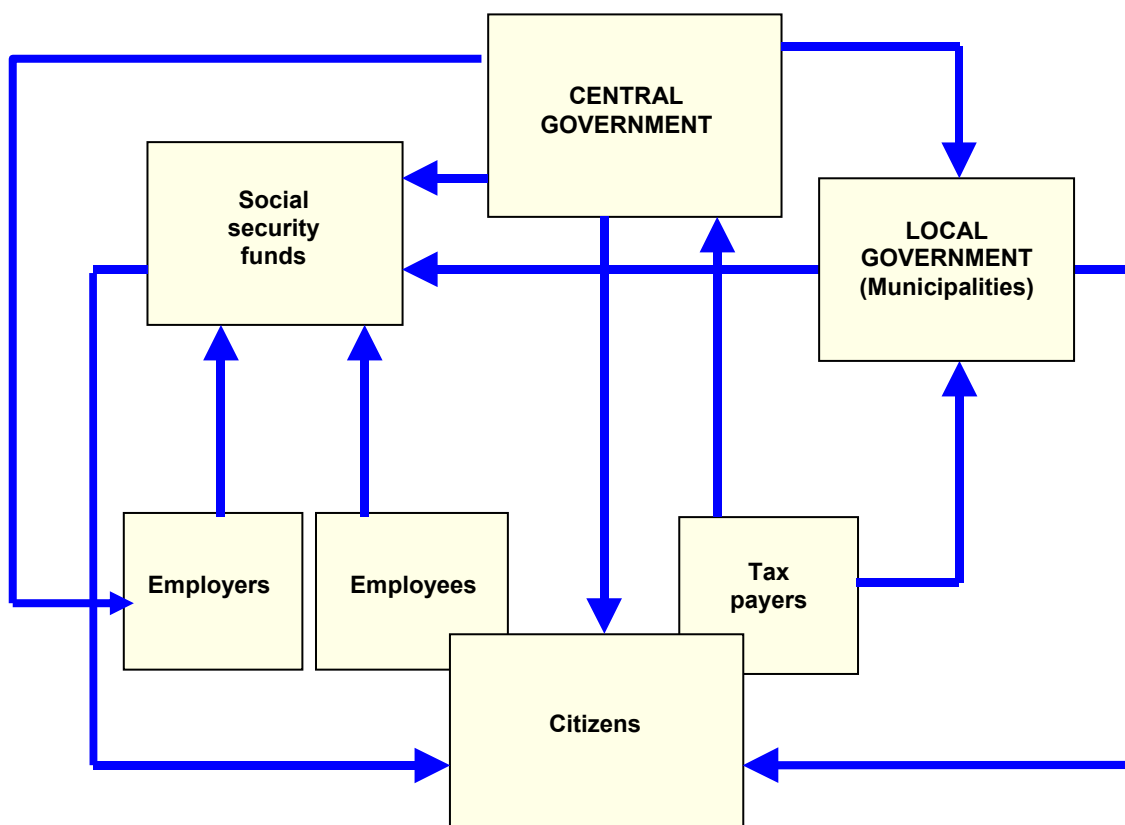 CENTRAL
GOVERNMENT
Social
security
funds
LOCAL
GOVERNMENT
(Municipalities)
Employers
Employees
Tax
payers
Citizens